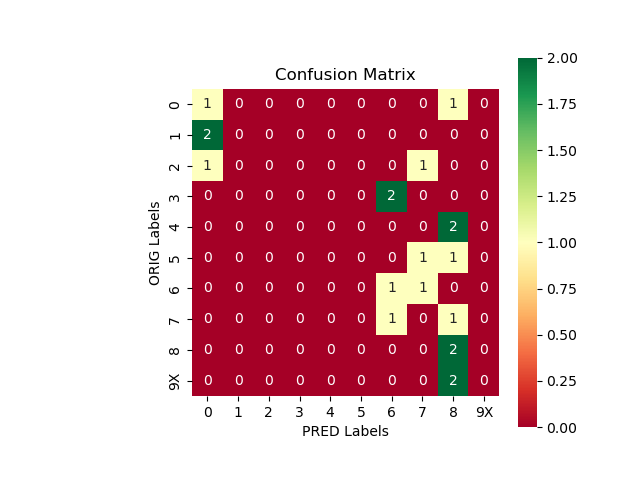 Confusion Matrix
ORIG Labels
0 1 0 0 0 0 0 0 0 1 0
1 2 0 0 0 0 0 0 0 0 0
2 1 0 0 0 0 0 0 1 0 0
3 0 0 0 0 0 0 2 0 0 0
4 0 0 0 0 0 0 0 0 2 0
5 0 0 0 0 0 0 0 1 1 0
6 0 0 0 0 0 0 1 1 0 0
7 0 0 0 0 0 0 1 0 1 0
8 0 0 0 0 0 0 0 0 2 0
9X 0 0 0 0 0 0 0 0 2 0
0 1 2 3 4 5 6 7 8 9X
PRED Labels
2.00
1.75
1.50
1.25
1.00
0.75
0.50
0.25
0.00